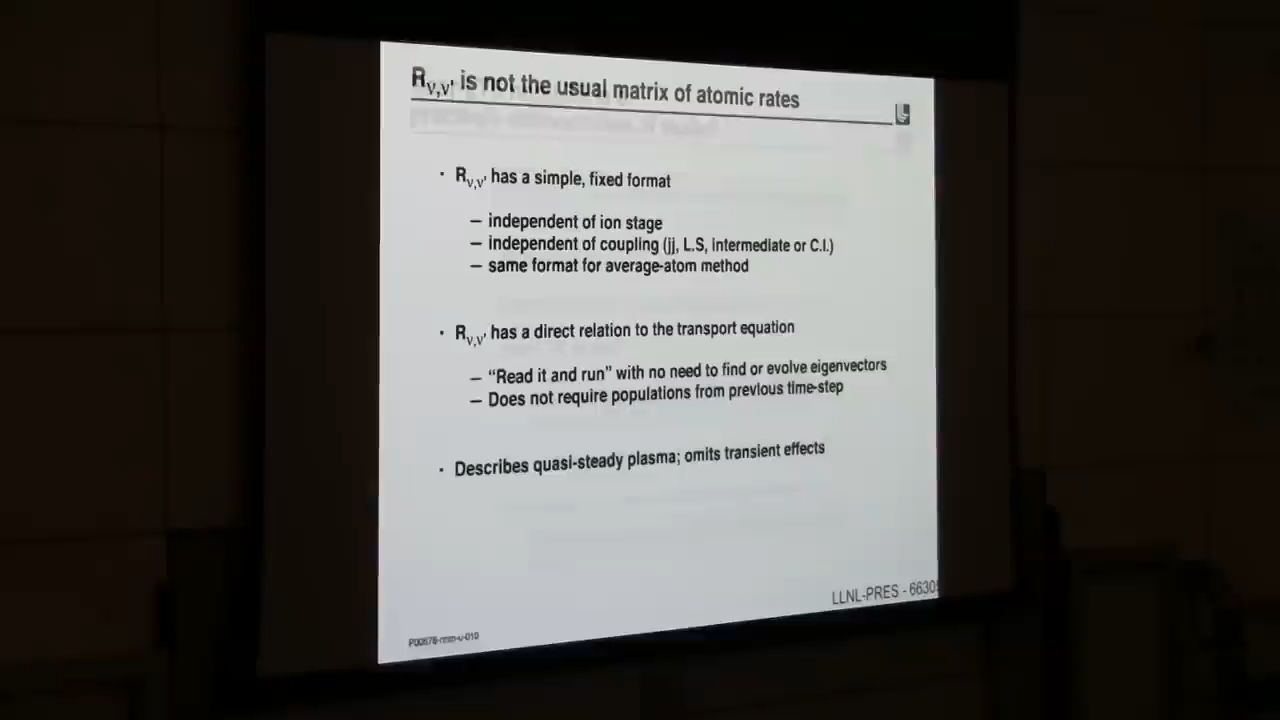 R_ν,ν' is not the usual matrix of atomic rates
· R_ν,ν' has a simple, fixed format
– independent of ion stage
– independent of coupling (jj, L.S, intermediate or C.I.)
– same format for average-atom method
· R_ν,ν' has a direct relation to the transport equation
– “Read it and run” with no need to find or evolve eigenvectors
– Does not require populations from previous time-step
· Describes quasi-steady plasma; omits transient effects
LLNL-PRES - 6630